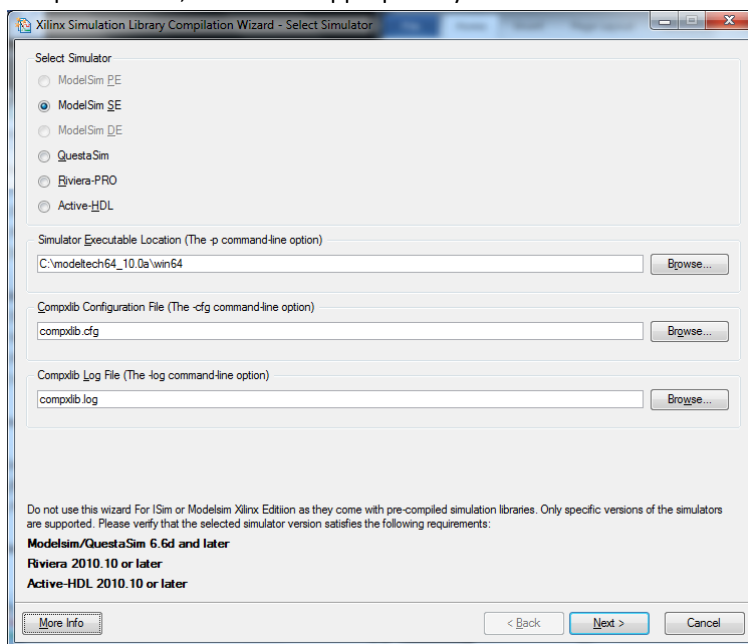 Xilinx Simulation Library Compilation Wizard - Select Simulator
Select Simulator
ModelSim PE
ModelSim SE
ModelSim DE
QuestaSim
Riviera-PRO
Active-HDL
Simulator Executable Location (The -p command-line option)
C:\modeltech64_10.0a\win64
Browse...
Compxlib Configuration File (The -cfg command-line option)
compxlib.cfg
Browse...
Compxlib Log File (The -log command-line option)
compxlib.log
Browse...
Do not use this wizard For ISim or Modelsim Xilinx Editiion as they come with pre-compiled simulation libraries. Only specific versions of the simulators
are supported. Please verify that the selected simulator version satisfies the following requirements:
Modelsim/QuestaSim 6.6d and later
Riviera 2010.10 or later
Active-HDL 2010.10 or later
More Info
< Back
Next >
Cancel